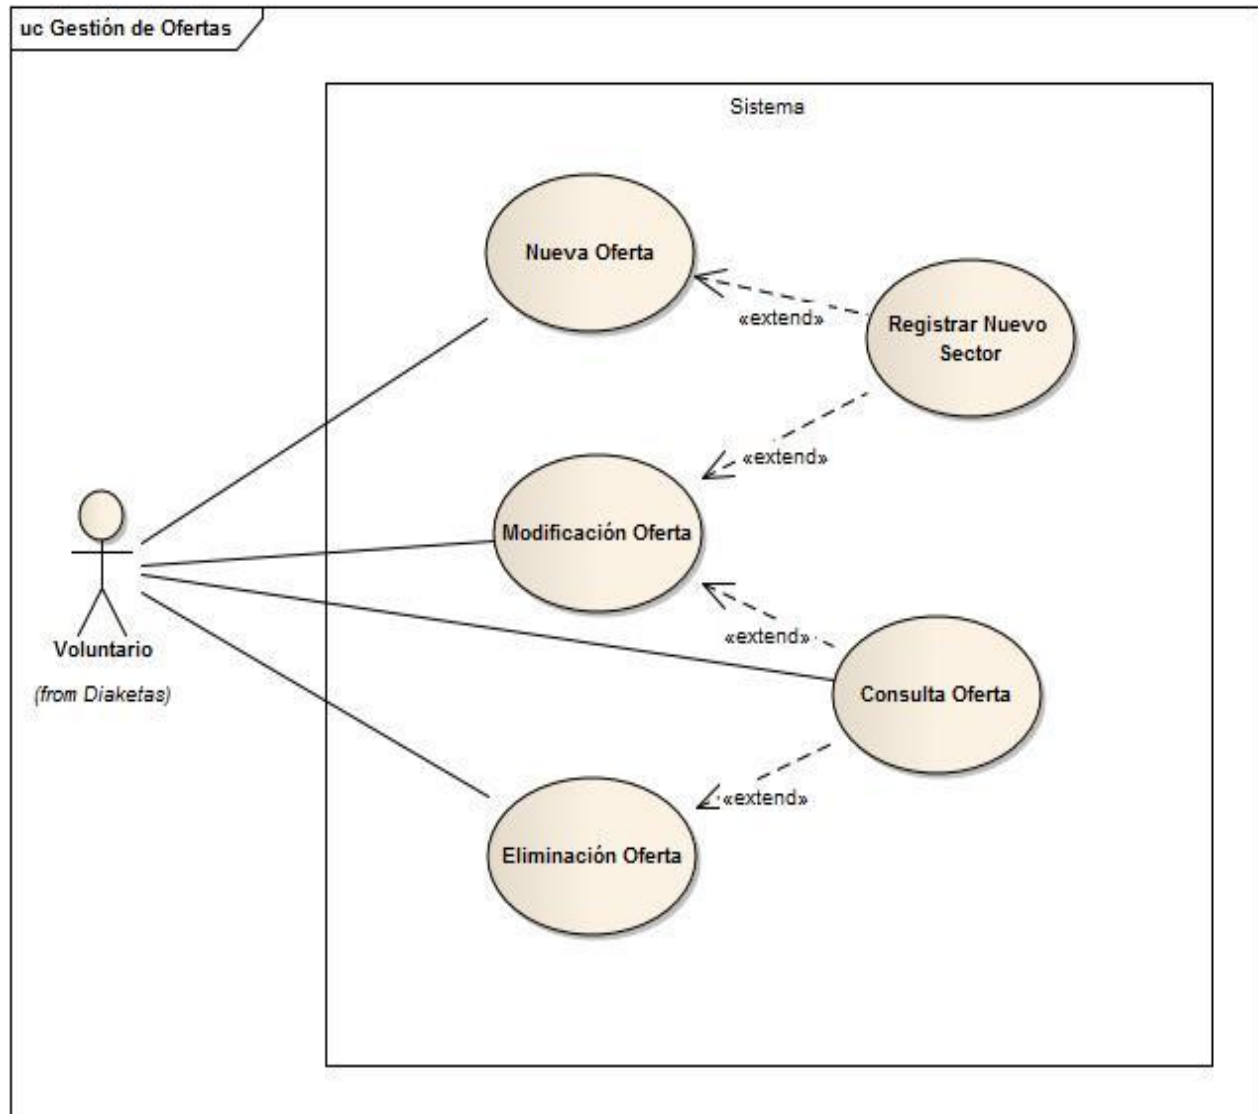 uc Gestión de Ofertas
Sistema
Nueva Oferta
«extend»
Registrar Nuevo
Sector
«extend»
Modificación Oferta
«extend»
Voluntario
(from Diaketas)
Consulta Oferta
«extend»
Eliminación Oferta